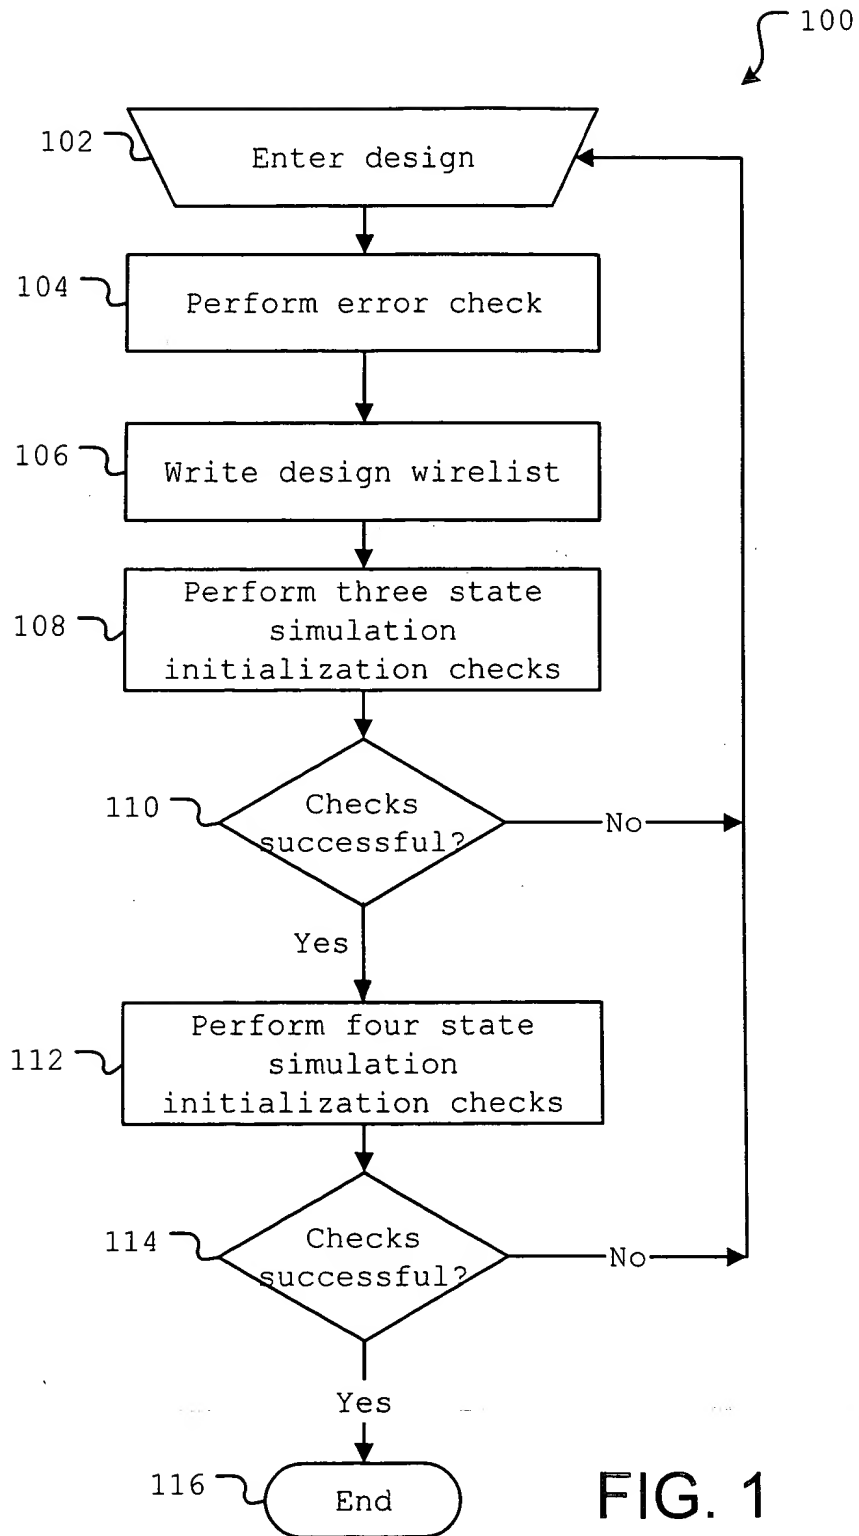 100
102
Enter design
104
Perform error check
106
Write design wirelist
108
Perform three state
simulation
initialization checks
110
Checks
successful?
No
Yes
112
Perform four state
simulation
initialization checks
114
Checks
successful?
No
Yes
116
End
FIG. 1